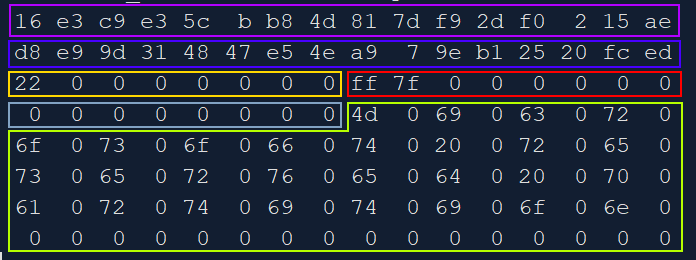 16 e3 c9 e3 5c b b8 4d 81 7d f9 2d f0 2 15 ae
d8 e9 9d 31 48 47 e5 4e a9 7 9e b1 25 20 fc ed
22 0 0 0 0 0 0 0 ff 7f 0 0 0 0 0 0
0 0 0 0 0 0 0 0 4d 0 69 0 63 0 72 0
6f 0 73 0 6f 0 66 0 74 0 20 0 72 0 65 0
73 0 65 0 72 0 76 0 65 0 64 0 20 0 70 0
61 0 72 0 74 0 69 0 74 0 69 0 6f 0 6e 0
0 0 0 0 0 0 0 0 0 0 0 0 0 0 0 0